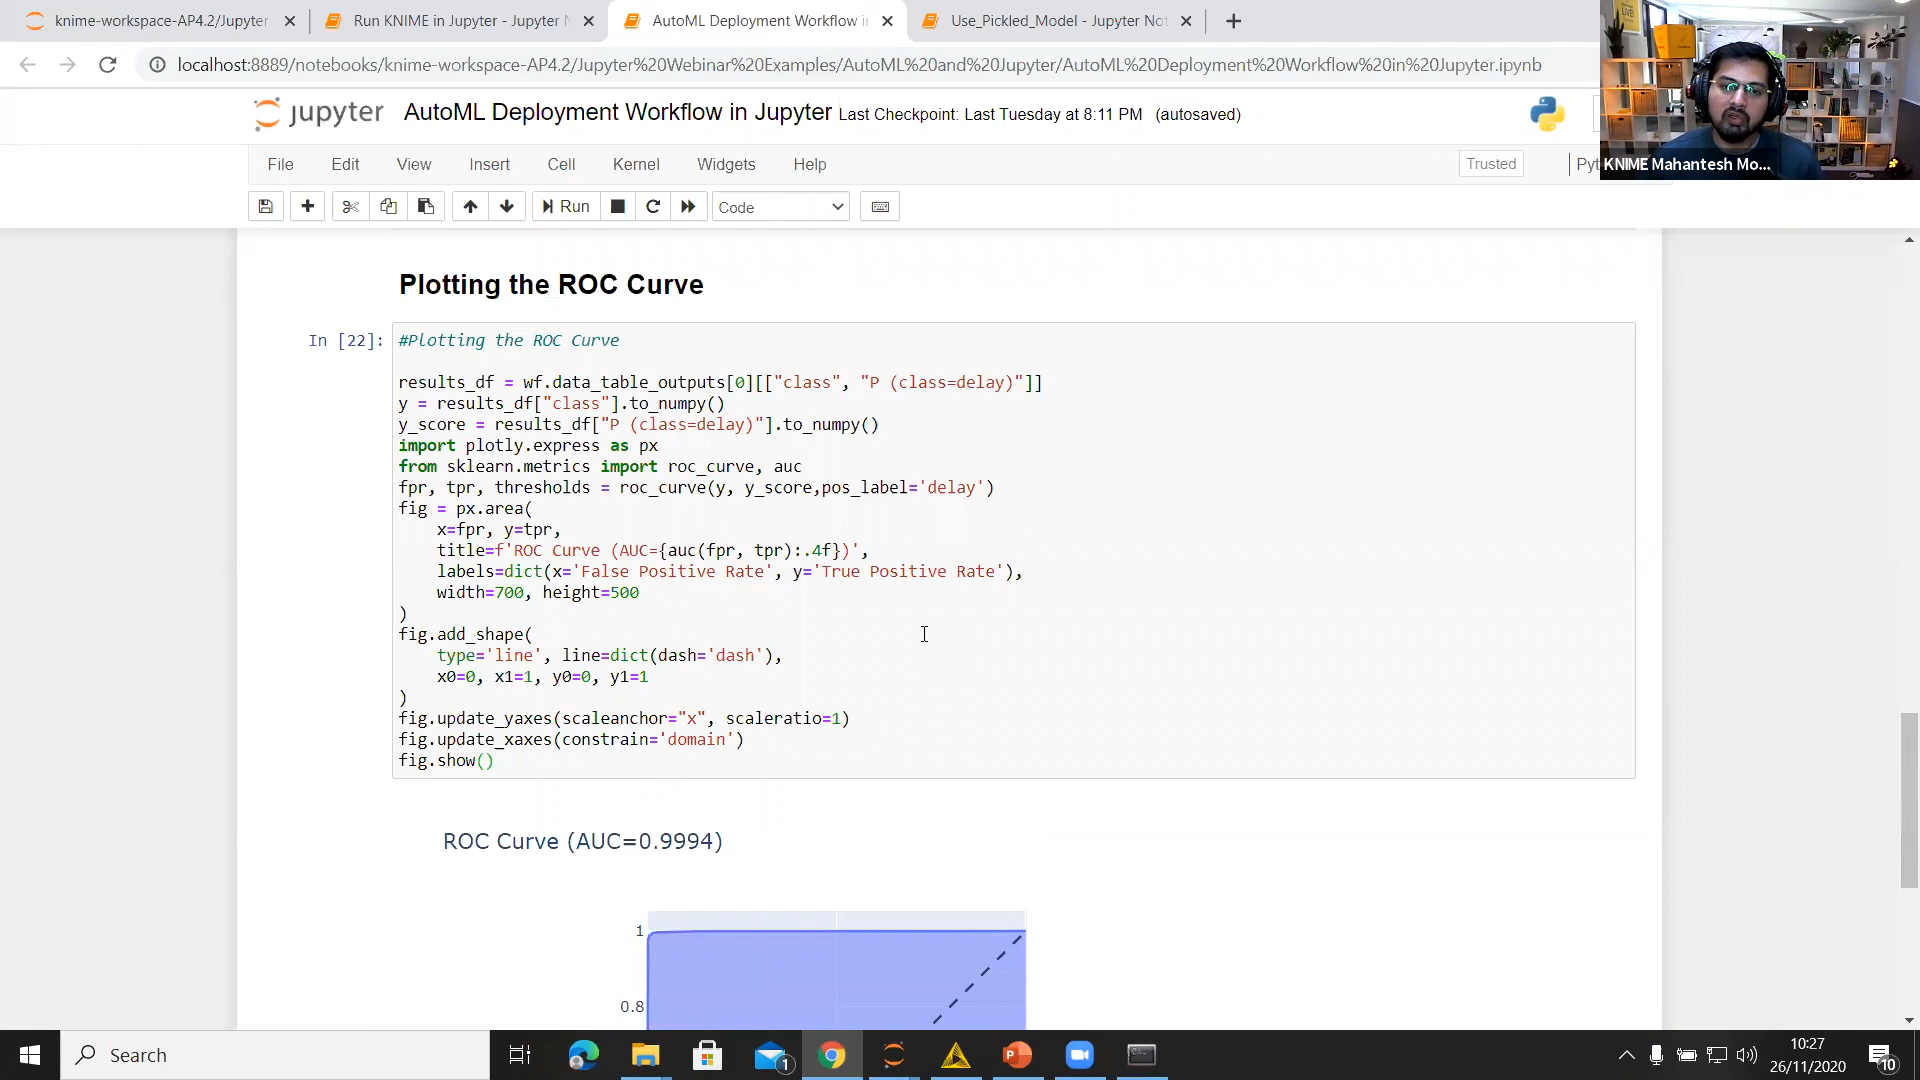 knime-workspace-AP4.2/Jupyter
Run KNIME in Jupyter - Jupyter N
AutoML Deployment Workflow in
Use_Pickled_Model - Jupyter Not
localhost:8889/notebooks/knime-workspace-AP4.2/Jupyter%20Webinar%20Examples/AutoML%20and%20Jupyter/AutoML%20Deployment%20Workflow%20in%20Jupyter.ipynb
jupyter AutoML Deployment Workflow in Jupyter Last Checkpoint: Last Tuesday at 8:11 PM (autosaved)
File Edit View Insert Cell Kernel Widgets Help Trusted Pyt
KNIME Mahantesh Mo...
Run Code
Plotting the ROC Curve
In [22]: #Plotting the ROC Curve
results_df = wf.data_table_outputs[0][["class", "P (class=delay)"]]
y = results_df["class"].to_numpy()
y_score = results_df["P (class=delay)"].to_numpy()
import plotly.express as px
from sklearn.metrics import roc_curve, auc
fpr, tpr, thresholds = roc_curve(y, y_score,pos_label='delay')
fig = px.area(
x=fpr, y=tpr,
title=f'ROC Curve (AUC={auc(fpr, tpr):.4f})',
labels=dict(x='False Positive Rate', y='True Positive Rate'),
width=700, height=500
)
fig.add_shape(
type='line', line=dict(dash='dash'),
x0=0, x1=1, y0=0, y1=1
)
fig.update_yaxes(scaleanchor="x", scaleratio=1)
fig.update_xaxes(constrain='domain')
fig.show()
ROC Curve (AUC=0.9994)
1
0.8
Search
1
10:27
26/11/2020
10